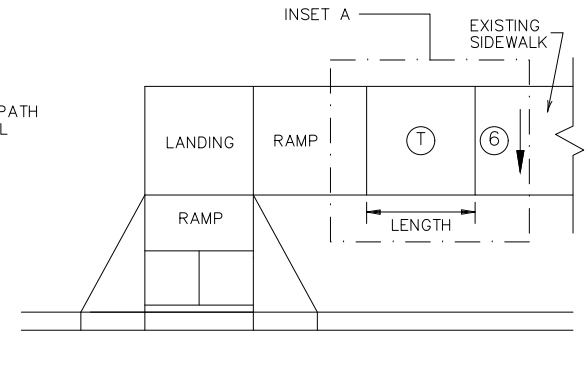 INSET A
EXISTING
SIDEWALK
PATH
L
LANDING
RAMP
T
6
RAMP
LENGTH